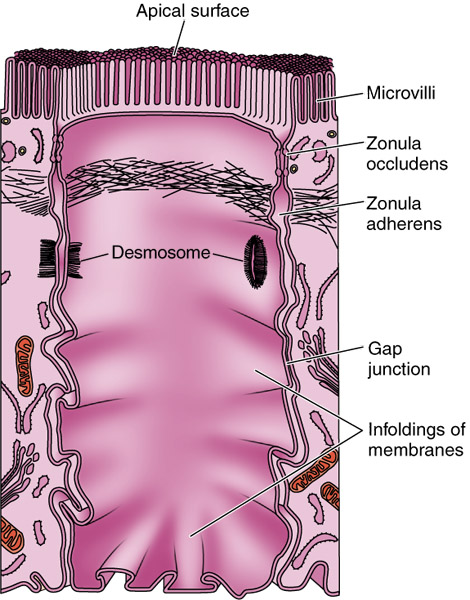 Apical surface
Microvilli
Zonula
occludens
Zonula
adherens
Desmosome
Gap
junction
Infoldings of
membranes